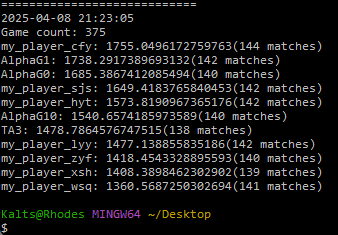 ===========================
2025-04-08 21:23:05
Game count: 375
my_player_cfy: 1755.0496172759763(144 matches)
AlphaG1: 1738.2917389693132(142 matches)
AlphaG0: 1685.3867412085494(140 matches)
my_player_sjs: 1649.4183765840453(142 matches)
my_player_hyt: 1573.8190967365176(142 matches)
AlphaG10: 1540.6574185973589(140 matches)
TA3: 1478.7864576747515(138 matches)
my_player_lyy: 1477.138855835186(142 matches)
my_player_zyf: 1418.4543328895593(140 matches)
my_player_xsh: 1408.3898462302902(139 matches)
my_player_wsq: 1360.5687250302694(141 matches)
Kalts@Rhodes MINGW64 ~/Desktop
$